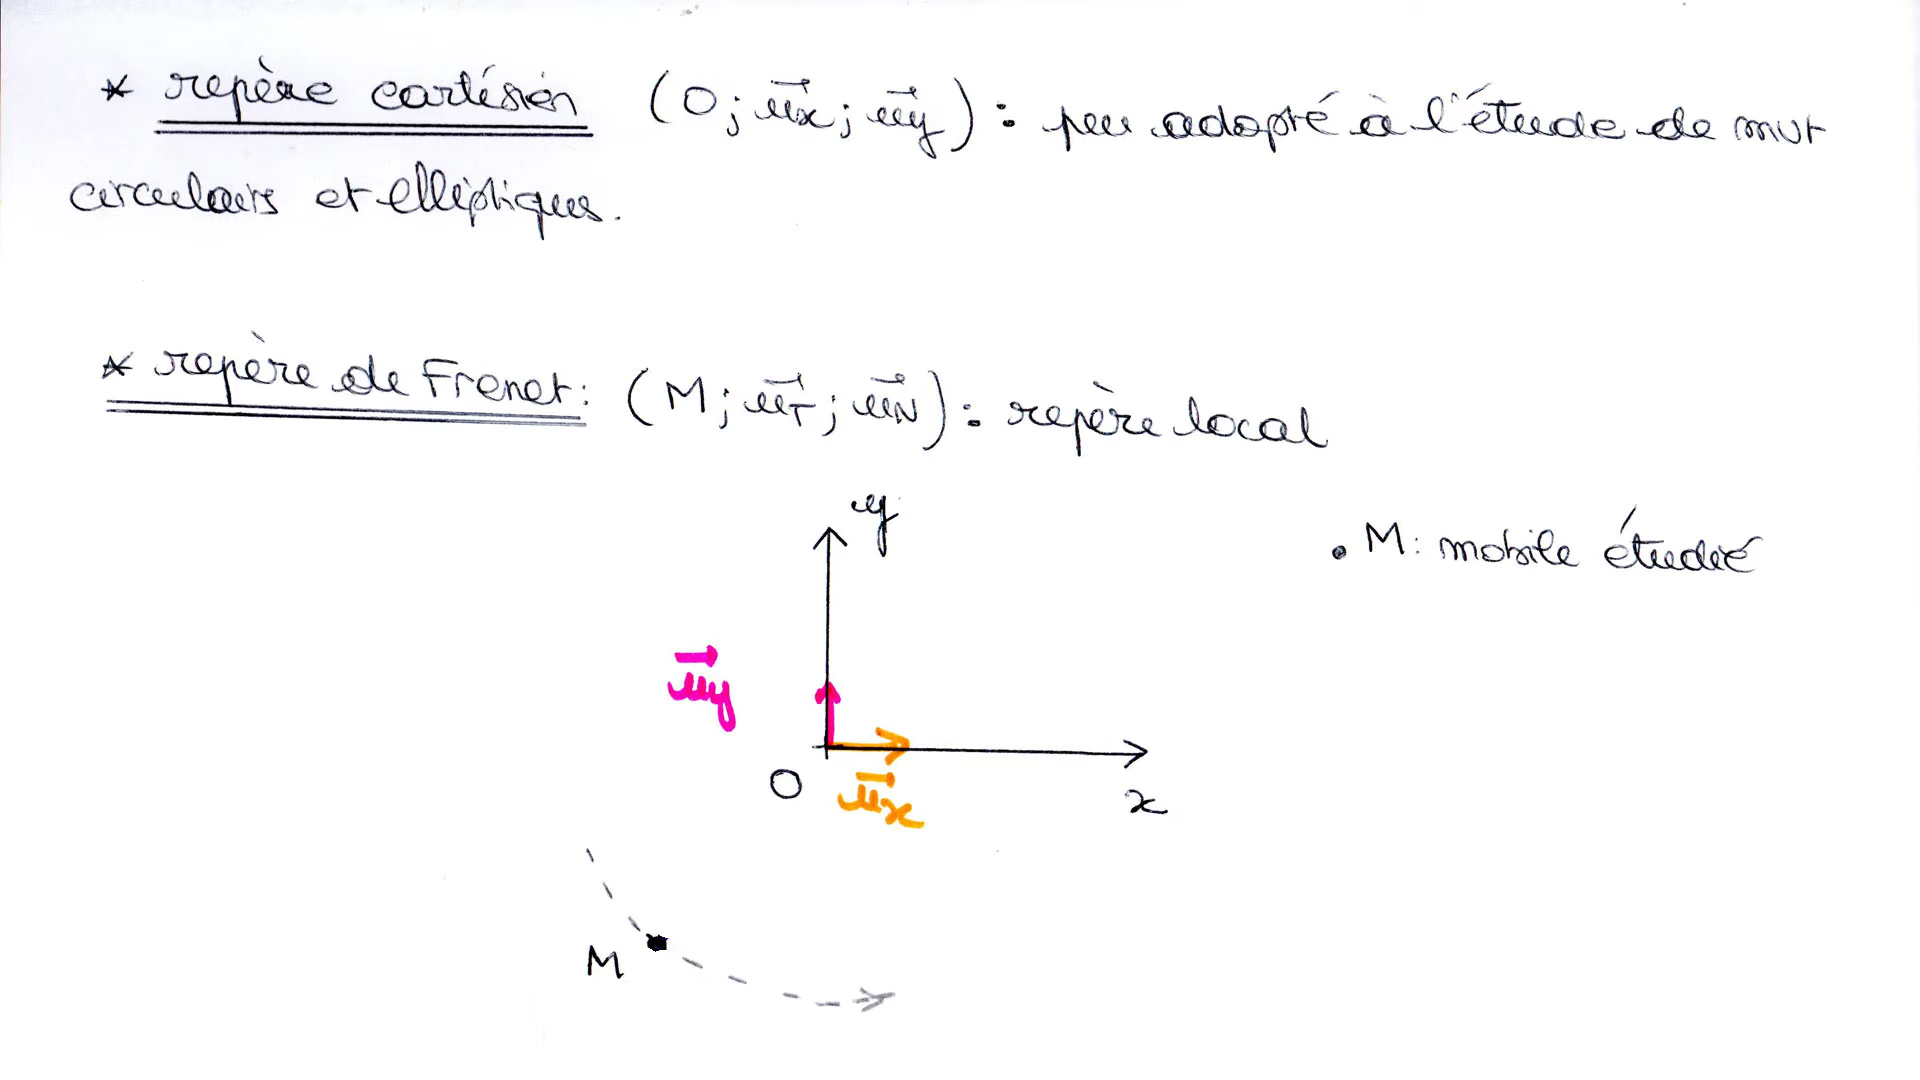 * repère cartésien (O; u⃗x; u⃗y) : peu adapté à l'étude de mvt
circulaires et elliptiques.
* repère de Frenet : (M; u⃗T; u⃗N) : repère local
y
• M : mobile étudié
u⃗y
O u⃗x x
M